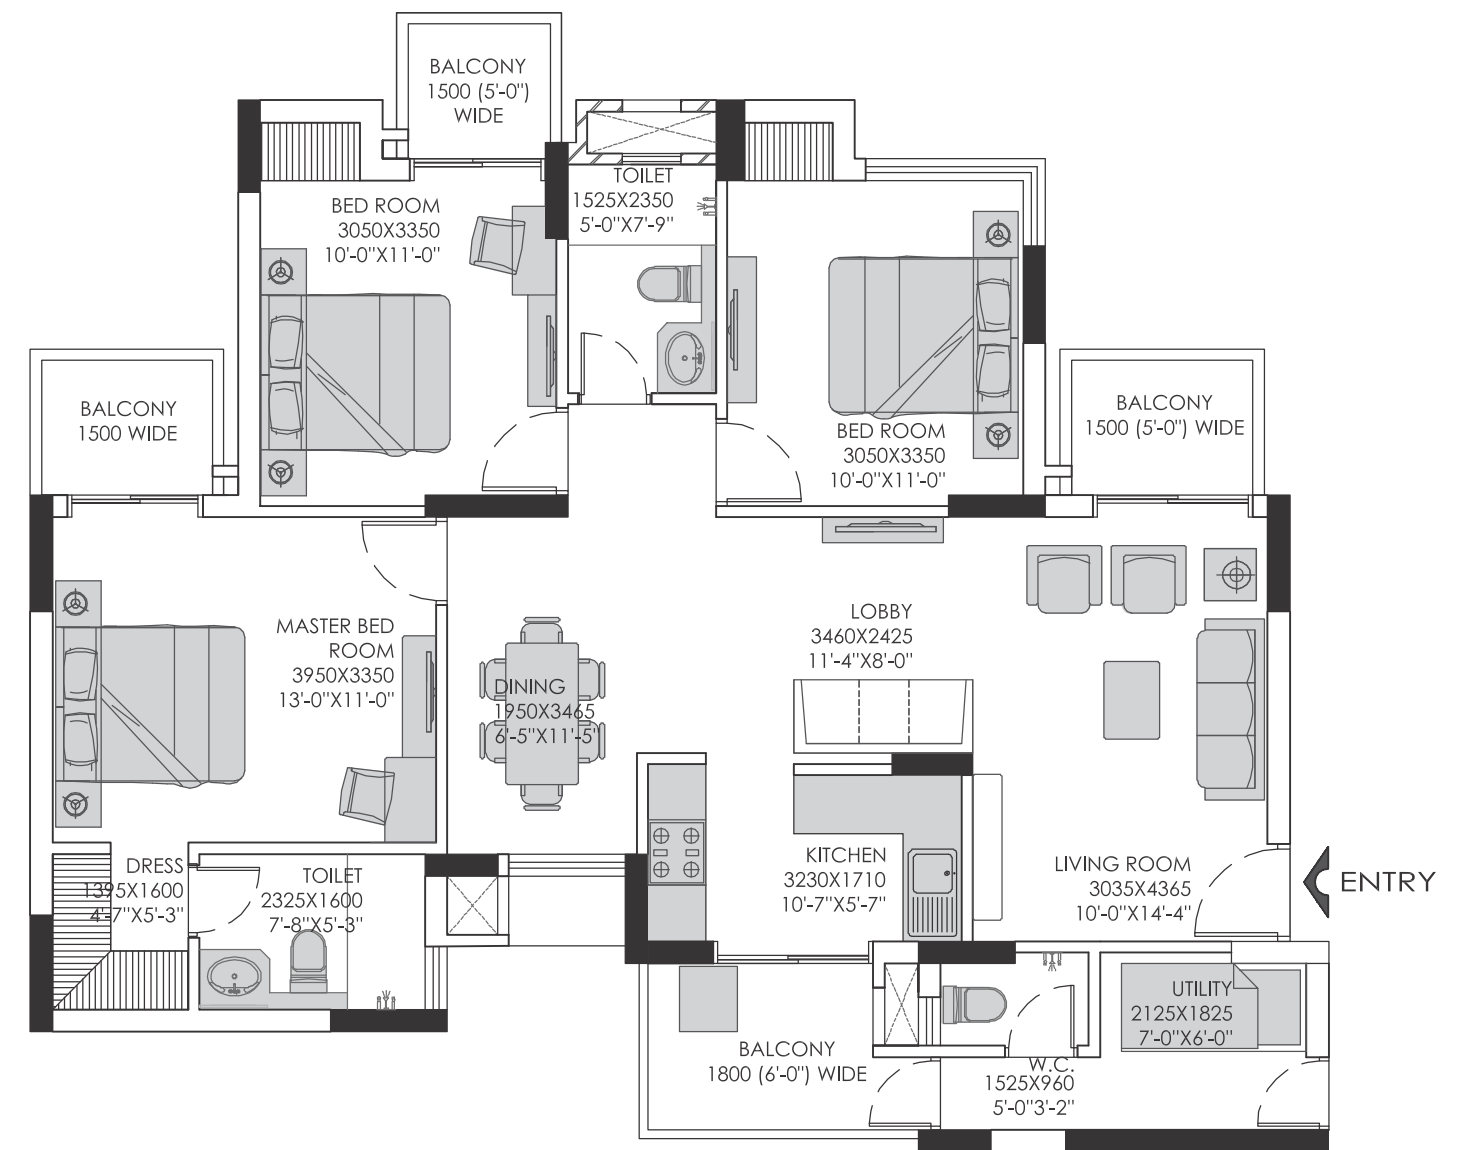 BALCONY
1500 (5'-0")
WIDE
TOILET
1525X2350
5'-0"X7'-9"
BED ROOM
3050X3350
10'-0"X11'-0"
BALCONY
1500 WIDE
BED ROOM
3050X3350
10'-0"X11'-0"
BALCONY
1500 (5'-0") WIDE
MASTER BED
ROOM
3950X3350
13'-0"X11'-0"
DINING
1950X3465
6'-5"X11'-5"
LOBBY
3460X2425
11'-4"X8'-0"
DRESS
1395X1600
4'-7"X5'-3"
TOILET
2325X1600
7'-8"X5'-3"
KITCHEN
3230X1710
10'-7"X5'-7"
LIVING ROOM
3035X4365
10'-0"X14'-4"
ENTRY
BALCONY
1800 (6'-0") WIDE
W.C.
1525X960
5'-0"3'-2"
UTILITY
2125X1825
7'-0"X6'-0"